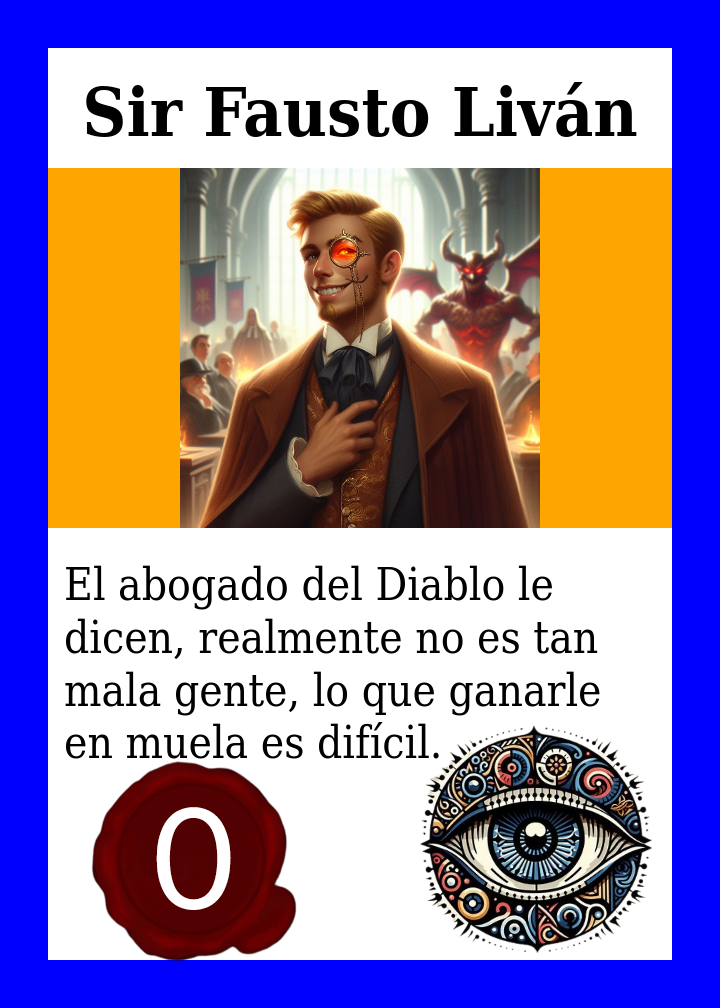 Sir Fausto Liván
El abogado del Diablo le
dicen, realmente no es tan
mala gente, lo que ganarle
en muela es difícil.
0